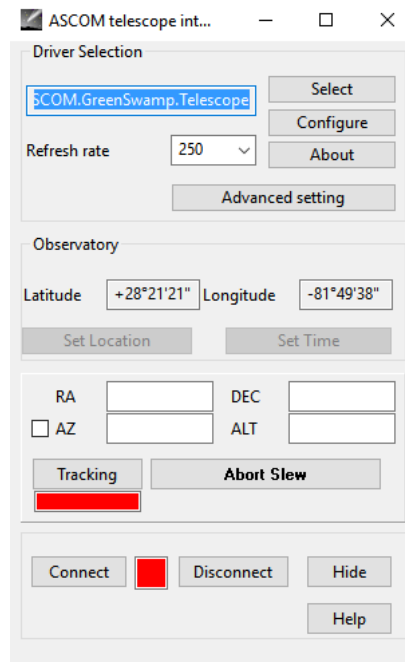 ASCOM telescope int...
Driver Selection
SCOM.GreenSwamp.Telescope
Select
Configure
Refresh rate
250
About
Advanced setting
Observatory
Latitude
+28°21'21"
Longitude
-81°49'38"
Set Location
Set Time
RA
DEC
AZ
ALT
Tracking
Abort Slew
Connect
Disconnect
Hide
Help